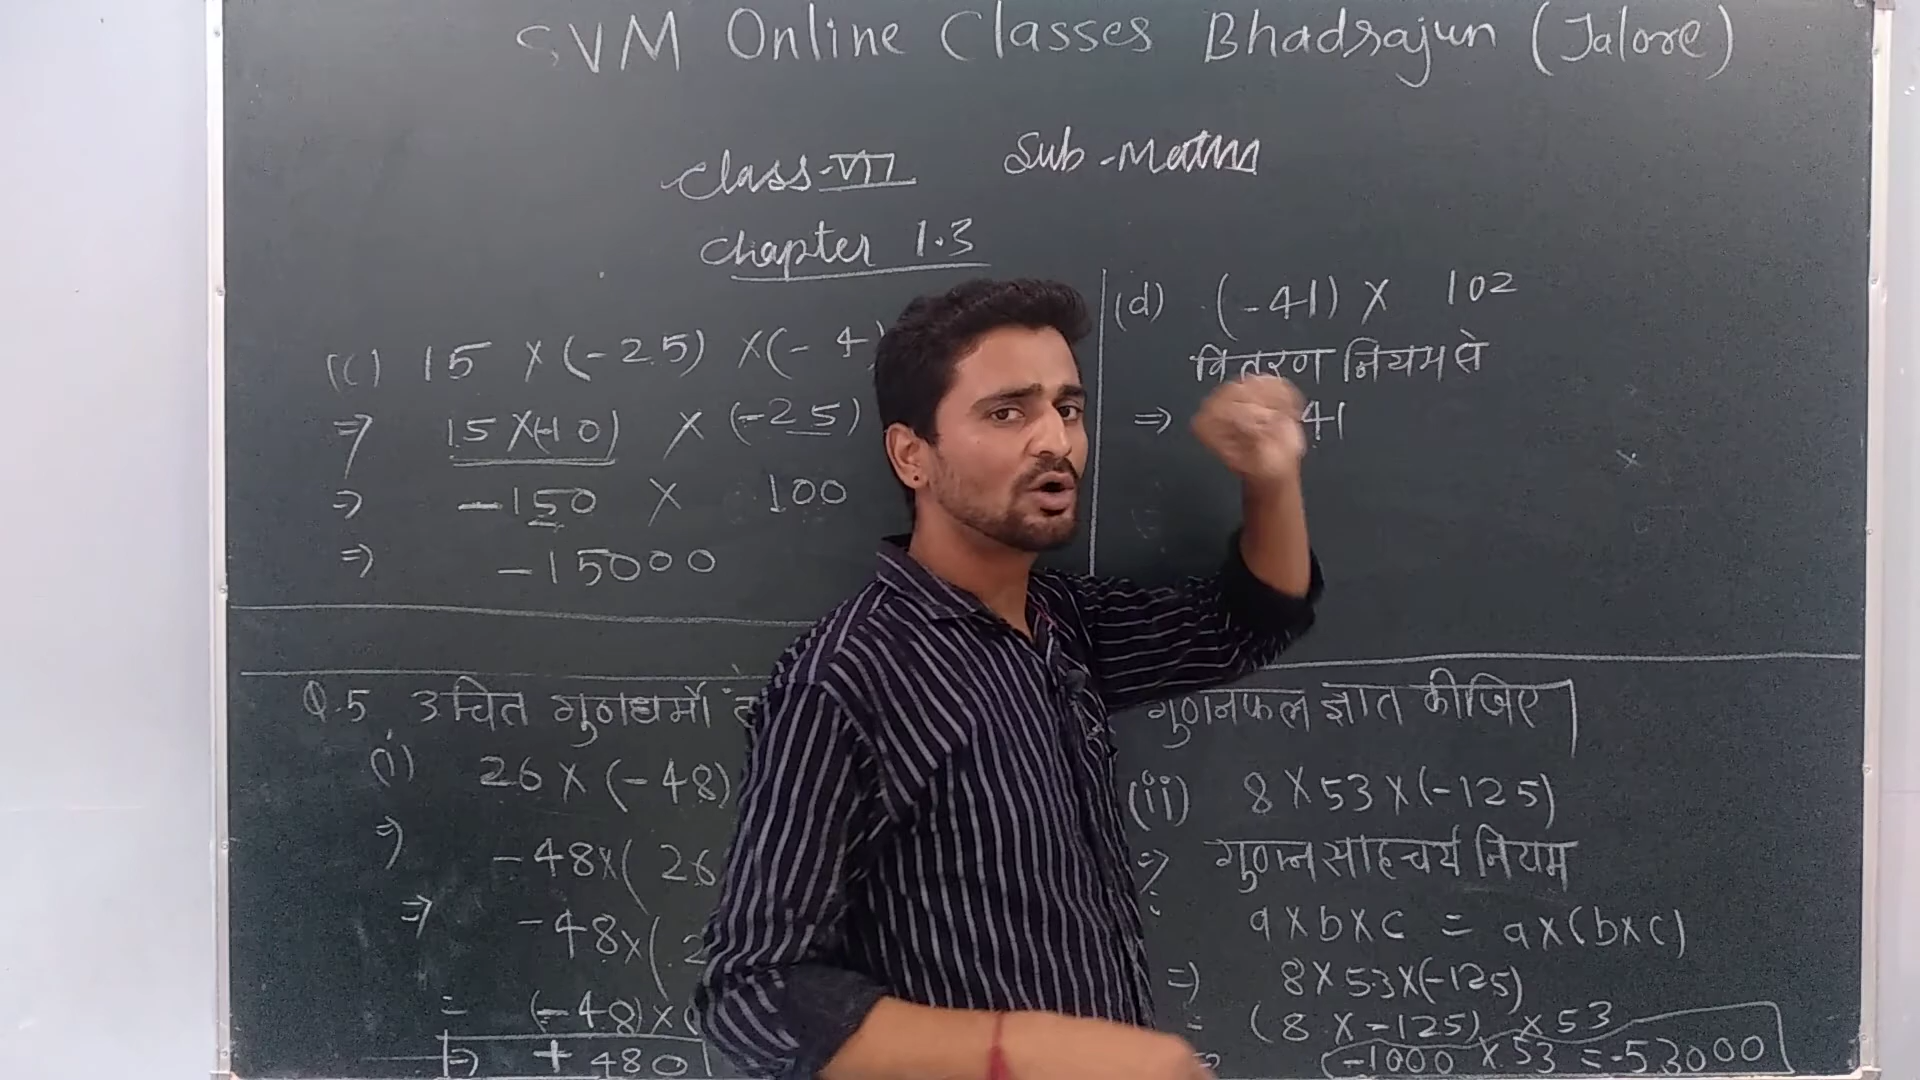 SVM Online Classes Bhadrajun (Jalore)
Class-VII Sub-Maths
Chapter 1.3
(c) 15 × (-25) × (-4
⇒ 15×(-10) × (-25)
⇒ -150 × 100
⇒ -15000
(d) (-41) × 102
वितरण नियम से
⇒ 41
Q.5 उचित गुणधर्मों गुणनफल ज्ञात कीजिए
(i) 26 × (-48)
⇒ -48×( 26
⇒ -48×( 2
= (-48)×(
⇒ + 480
(ii) 8 × 53 × (-125)
⇒ गुणन साहचर्य नियम
a×b×c = a×(b×c)
⇒ 8×53×(-125)
= (8 × -125) × 53
(-1000 × 53 = -53000